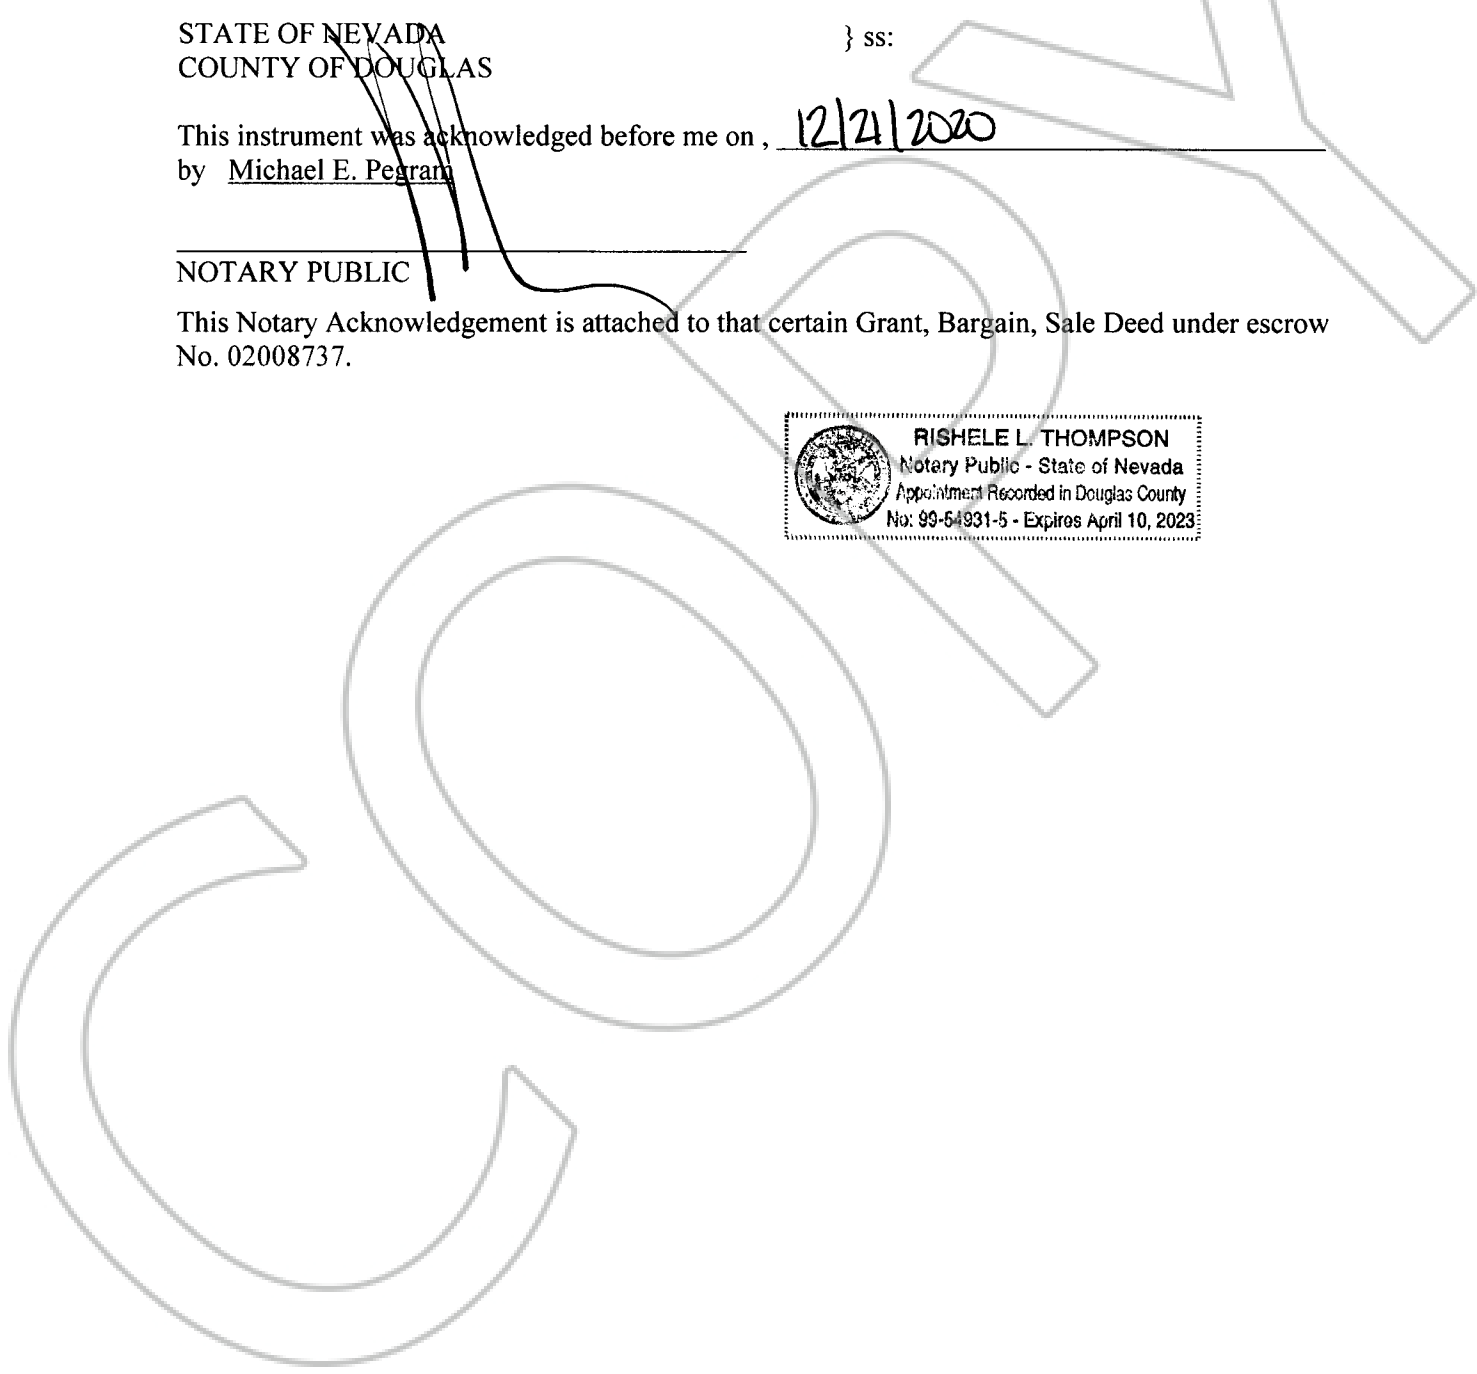 STATE OF NEVADA } ss:
COUNTY OF DOUGLAS
This instrument was acknowledged before me on , 12/21/2020
by Michael E. Pegram
NOTARY PUBLIC
This Notary Acknowledgement is attached to that certain Grant, Bargain, Sale Deed under escrow
No. 02008737.
RISHELE L. THOMPSON
Notary Public - State of Nevada
Appointment Recorded in Douglas County
No: 99-54931-5 - Expires April 10, 2023
COPY